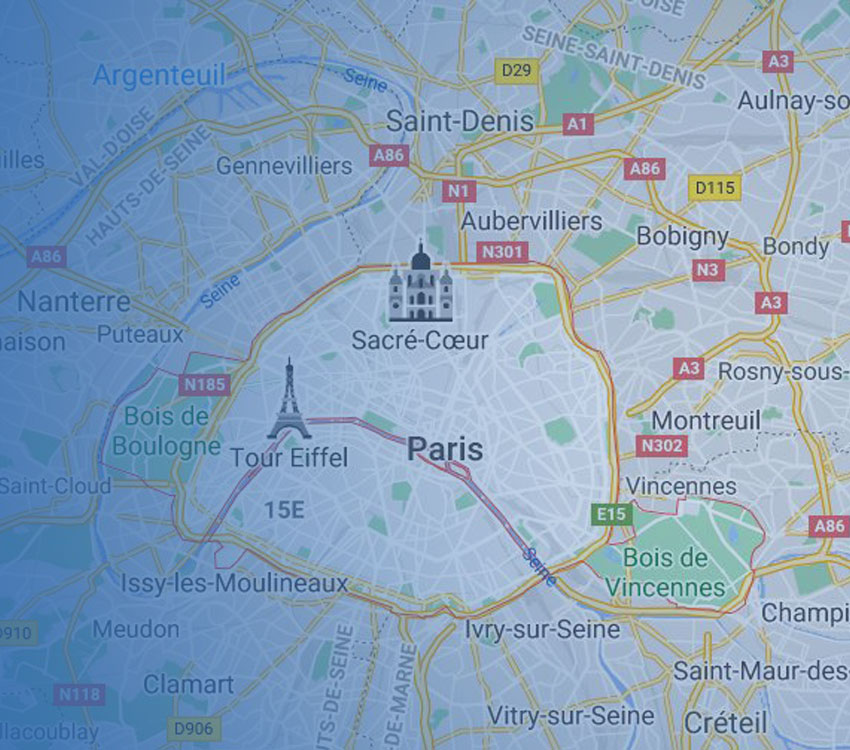 OISE
SEINE-SAINT-DENIS
A3
D29
Argenteuil
Seine
Aulnay-so
Saint-Denis
A1
VAL-D'OISE
HAUTS-DE-SEINE
illes
Gennevilliers
A86
A86
N1
D115
Aubervilliers
Bobigny
Bondy
N301
A86
N3
Seine
Nanterre
A3
Puteaux
naison
Sacré-Cœur
A3
Rosny-sous-
N185
Bois de
Boulogne
Montreuil
Paris
N302
Tour Eiffel
Saint-Cloud
Vincennes
15E
E15
A86
Bois de
Vincennes
Seine
Issy-les-Moulineaux
Champi
D910
Meudon
Ivry-sur-Seine
UTS-DE-SEINE
-DE-MARNE
Saint-Maur-des-
Clamart
N118
Vitry-sur-Seine
Créteil
llacoublay
D906